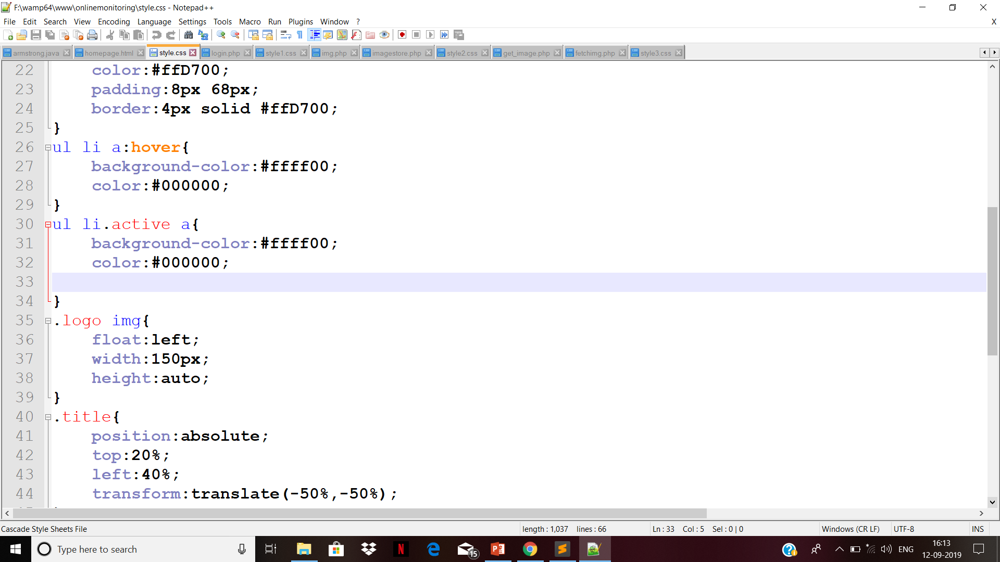 F:\wamp64\www\onlinemonitoring\style.css - Notepad++
File Edit Search View Encoding Language Settings Tools Macro Run Plugins Window ? X
armstrong.java homepage.html style.css login.php style1.css img.php imagestore.php style2.css get_image.php fetchimg.php style3.css
22 color:#ffD700;
23 padding:8px 68px;
24 border:4px solid #ffD700;
25 }
26 ul li a:hover{
27 background-color:#ffff00;
28 color:#000000;
29 }
30 ul li.active a{
31 background-color:#ffff00;
32 color:#000000;
33
34 }
35 .logo img{
36 float:left;
37 width:150px;
38 height:auto;
39 }
40 .title{
41 position:absolute;
42 top:20%;
43 left:40%;
44 transform:translate(-50%,-50%);
Cascade Style Sheets File length : 1,037 lines : 66 Ln : 33 Col : 5 Sel : 0 | 0 Windows (CR LF) UTF-8 INS
Type here to search 15 ENG 16:13
12-09-2019